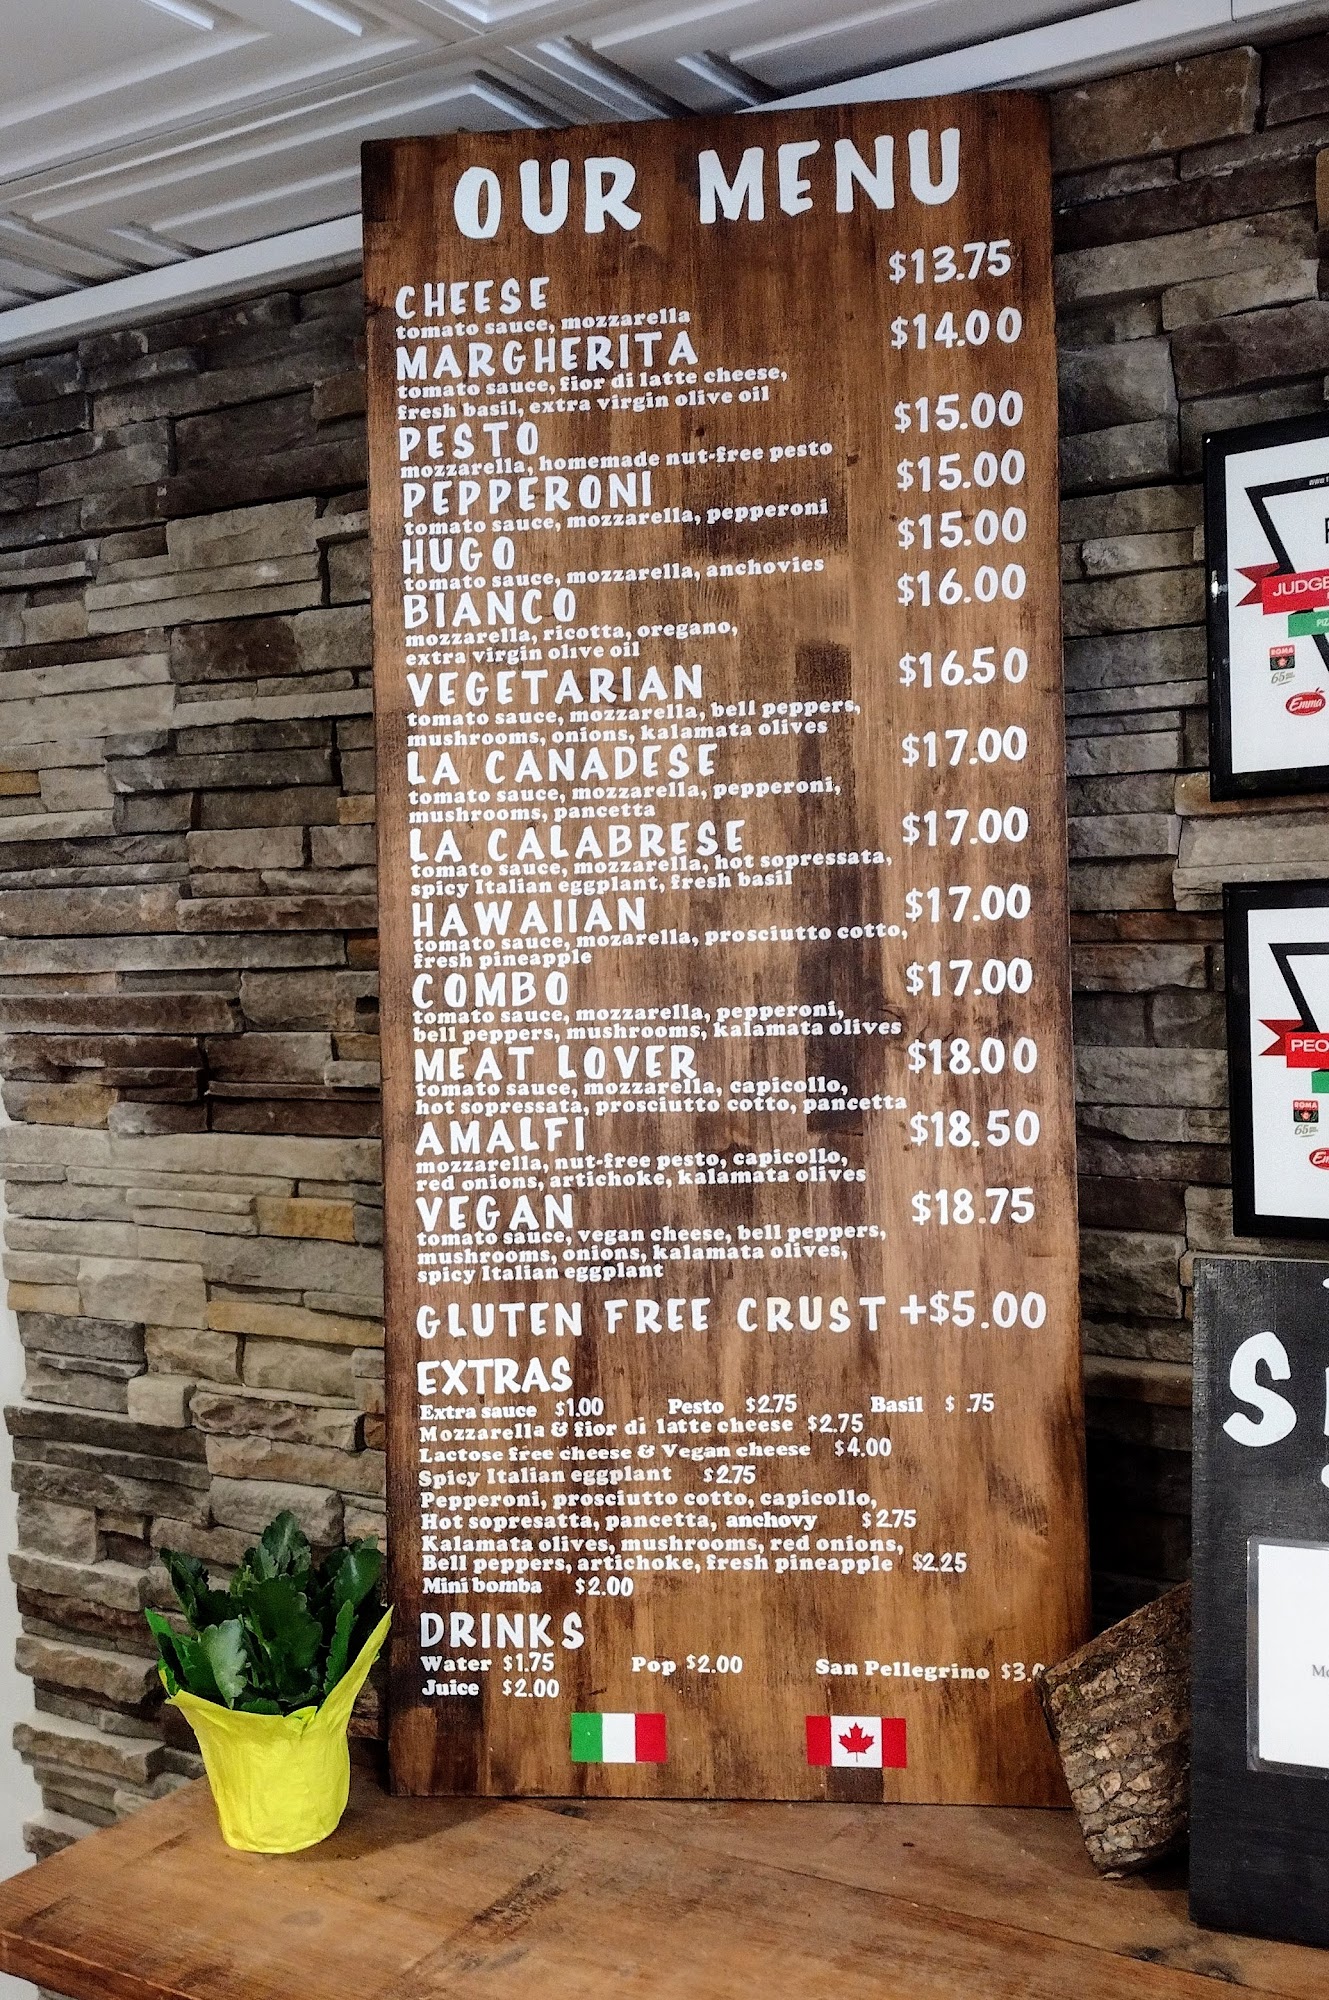 OUR MENU
CHEESE $13.75
tomato sauce, mozzarella
MARGHERITA $14.00
tomato sauce, fior di latte cheese,
fresh basil, extra virgin olive oil
PESTO $15.00
mozzarella, homemade nut-free pesto
PEPPERONI $15.00
tomato sauce, mozzarella, pepperoni
HUGO $15.00
tomato sauce, mozzarella, anchovies
BIANCO $16.00
mozzarella, ricotta, oregano,
extra virgin olive oil
VEGETARIAN $16.50
tomato sauce, mozzarella, bell peppers,
mushrooms, onions, kalamata olives
LA CANADESE $17.00
tomato sauce, mozzarella, pepperoni,
mushrooms, pancetta
LA CALABRESE $17.00
tomato sauce, mozzarella, hot sopressata,
spicy Italian eggplant, fresh basil
HAWAIIAN $17.00
tomato sauce, mozarella, prosciutto cotto,
fresh pineapple
COMBO $17.00
tomato sauce, mozzarella, pepperoni,
bell peppers, mushrooms, kalamata olives
MEAT LOVER $18.00
tomato sauce, mozzarella, capicollo,
hot sopressata, prosciutto cotto, pancetta
AMALFI $18.50
mozzarella, nut-free pesto, capicollo,
red onions, artichoke, kalamata olives
VEGAN $18.75
tomato sauce, vegan cheese, bell peppers,
mushrooms, onions, kalamata olives,
spicy Italian eggplant
GLUTEN FREE CRUST +$5.00
EXTRAS
Extra sauce $1.00 Pesto $2.75 Basil $ .75
Mozzarella & fior di latte cheese $2.75
Lactose free cheese & Vegan cheese $4.00
Spicy Italian eggplant $2.75
Pepperoni, prosciutto cotto, capicollo,
Hot sopresatta, pancetta, anchovy $2.75
Kalamata olives, mushrooms, red onions,
Bell peppers, artichoke, fresh pineapple $2.25
Mini bomba $2.00
DRINKS
Water $1.75 Pop $2.00 San Pellegrino $3.0
Juice $2.00
JUDGE
ROMA
65
Emma
PEO
ROMA
65
Em
S